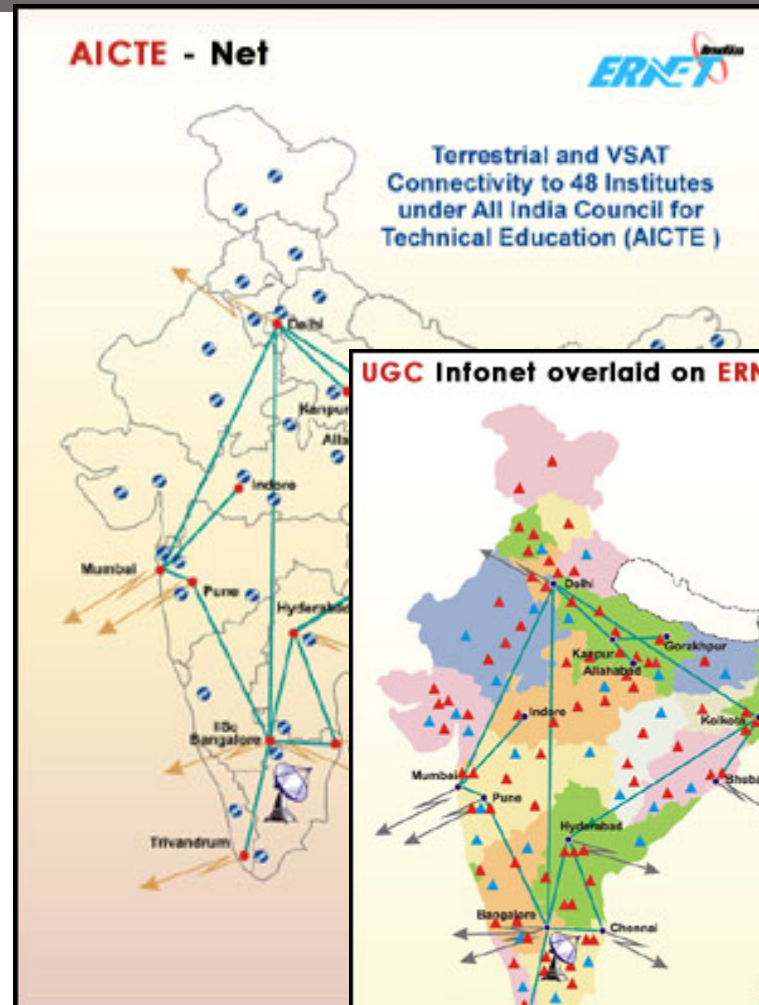 AICTE - Net
ERNET
Terrestrial and VSAT
Connectivity to 48 Institutes
under All India Council for
Technical Education (AICTE )
Delhi
Kanpur
Indore
Mumbai
Pune
Hyderabad
IISc
Bangalore
Trivandrum
UGC Infonet overlaid on
Delhi
Kanpur
Gorakhpur
Allahabad
Indore
Kolkota
Mumbai
Pune
Hyderabad
Bangalore
Chennai